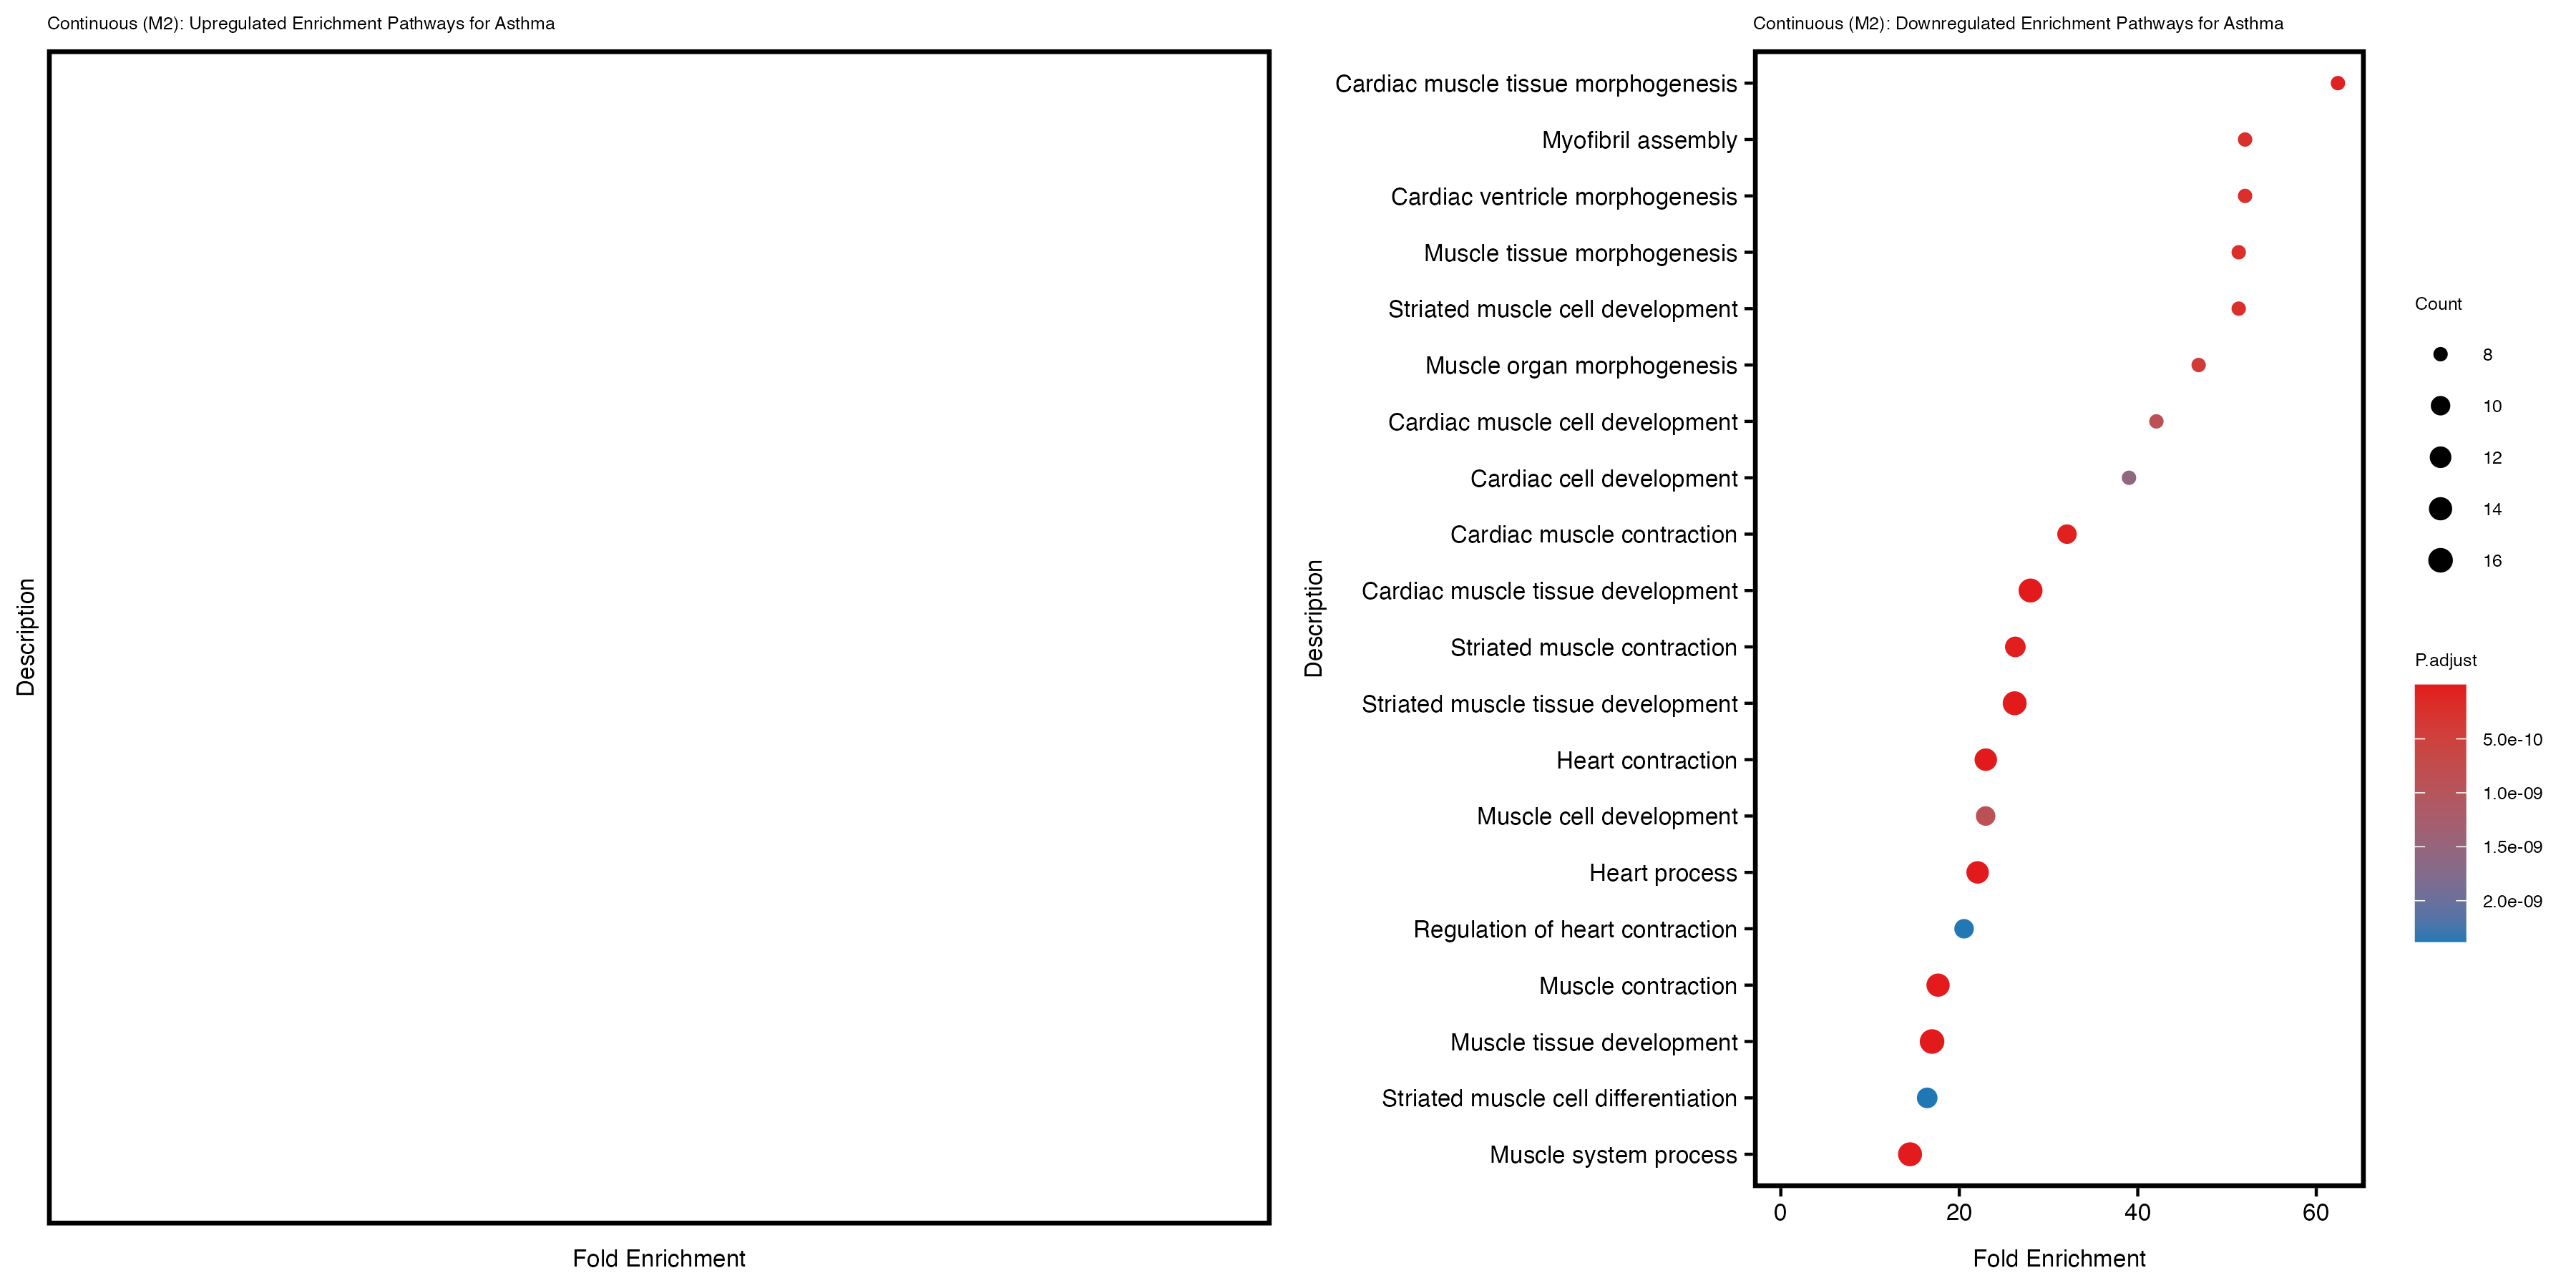 Continuous (M2): Upregulated Enrichment Pathways for Asthma
Description
Fold Enrichment
Continuous (M2): Downregulated Enrichment Pathways for Asthma
Description
Cardiac muscle tissue morphogenesis
Myofibril assembly
Cardiac ventricle morphogenesis
Muscle tissue morphogenesis
Striated muscle cell development
Muscle organ morphogenesis
Cardiac muscle cell development
Cardiac cell development
Cardiac muscle contraction
Cardiac muscle tissue development
Striated muscle contraction
Striated muscle tissue development
Heart contraction
Muscle cell development
Heart process
Regulation of heart contraction
Muscle contraction
Muscle tissue development
Striated muscle cell differentiation
Muscle system process
0 20 40 60
Fold Enrichment
Count
8
10
12
14
16
P.adjust
5.0e-10
1.0e-09
1.5e-09
2.0e-09